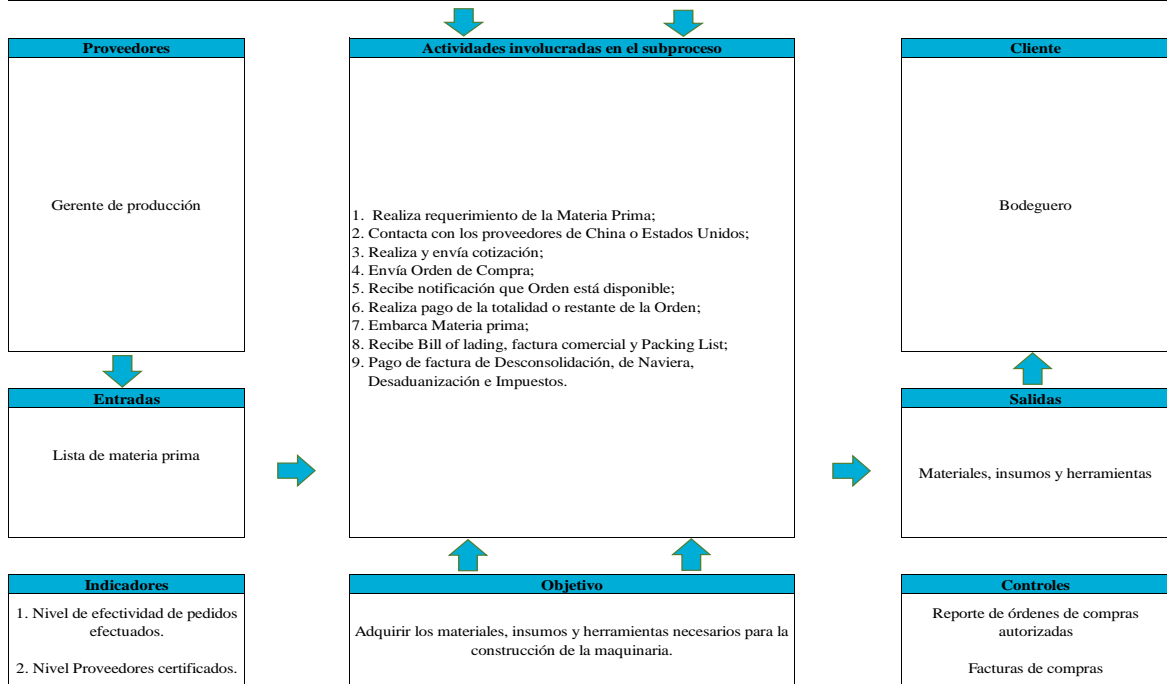 Proveedores
Gerente de producción
Actividades involucradas en el subproceso
1.  Realiza requerimiento de la Materia Prima;
2. Contacta con los proveedores de China o Estados Unidos;
3. Realiza y envía cotización;
4. Envía Orden de Compra;
5. Recibe notificación que Orden está disponible;
6. Realiza pago de la totalidad o restante de la Orden;
7. Embarca Materia prima;
8. Recibe Bill of lading, factura comercial y Packing List;
9. Pago de factura de Desconsolidación, de Naviera,
Desaduanización e Impuestos.
Cliente
Bodeguero
Entradas
Lista de materia prima
Salidas
Materiales, insumos y herramientas
Indicadores
1. Nivel de efectividad de pedidos
efectuados.
2. Nivel Proveedores certificados.
Objetivo
Adquirir los materiales, insumos y herramientas necesarios para la
construcción de la maquinaria.
Controles
Reporte de órdenes de compras
autorizadas
Facturas de compras